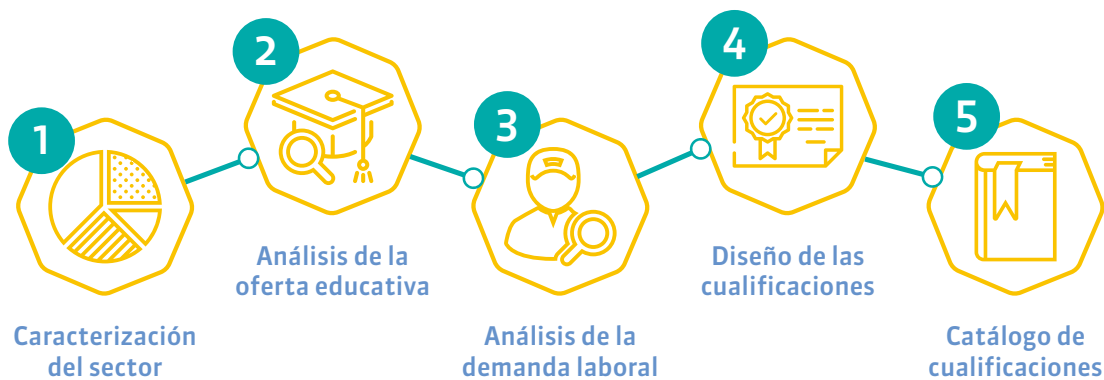 1
Caracterización
del sector
2
Análisis de la
oferta educativa
3
Análisis de la
demanda laboral
4
Diseño de las
cualificaciones
5
Catálogo de
cualificaciones